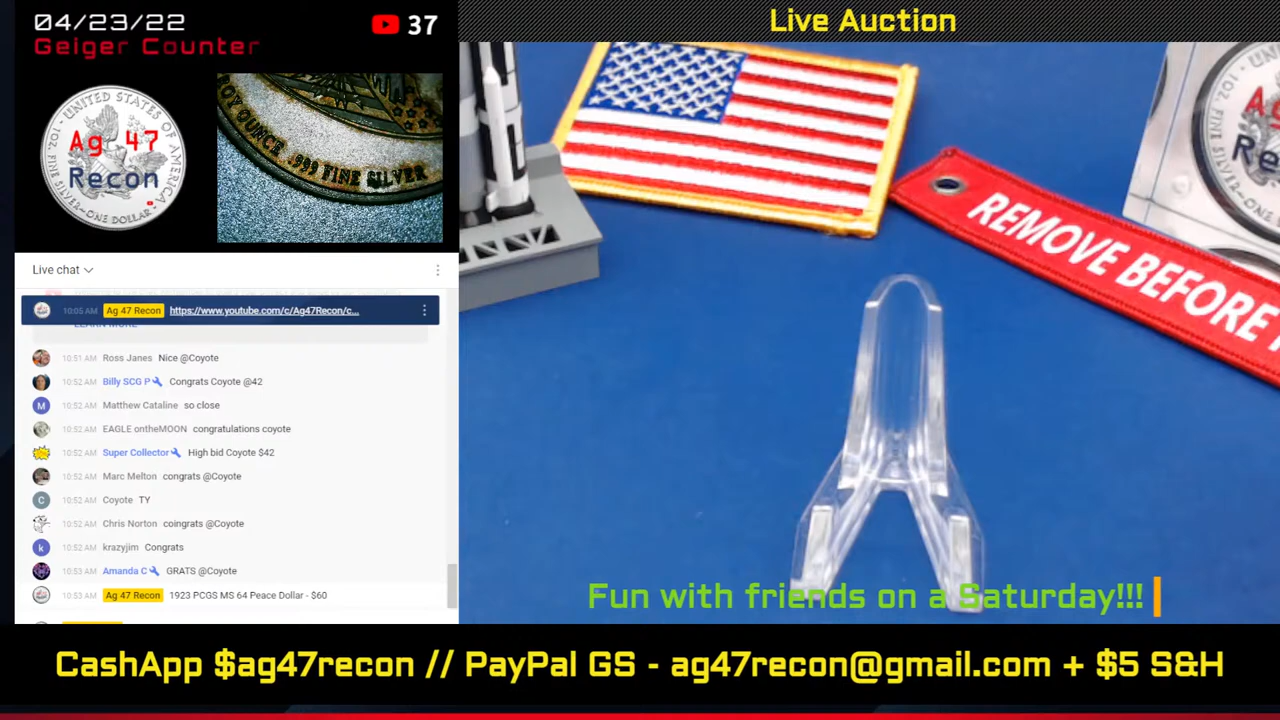 04/23/22
Geiger Counter
37
UNITED STATES OF AMERICA
1 OZ. FINE SILVER~ONE DOLLAR
Ag 47
Recon
OY OUNCE .999 FINE SILVER
Live chat
10:05 AM Ag 47 Recon https://www.youtube.com/c/Ag47Recon/c...
LEARN MORE
10:51 AM Ross Janes Nice @Coyote
10:52 AM Billy SCG P Congrats Coyote @42
M 10:52 AM Matthew Cataline so close
10:52 AM EAGLE ontheMOON congratulations coyote
10:52 AM Super Collector High bid Coyote $42
10:52 AM Marc Melton congrats @Coyote
C 10:52 AM Coyote TY
10:52 AM Chris Norton coingrats @Coyote
k 10:52 AM krazyjim Congrats
10:53 AM Amanda C GRATS @Coyote
10:53 AM Ag 47 Recon 1923 PCGS MS 64 Peace Dollar - $60
Live Auction
REMOVE BEFORE
Fun with friends on a Saturday!!!
CashApp $ag47recon // PayPal GS - ag47recon@gmail.com + $5 S&H